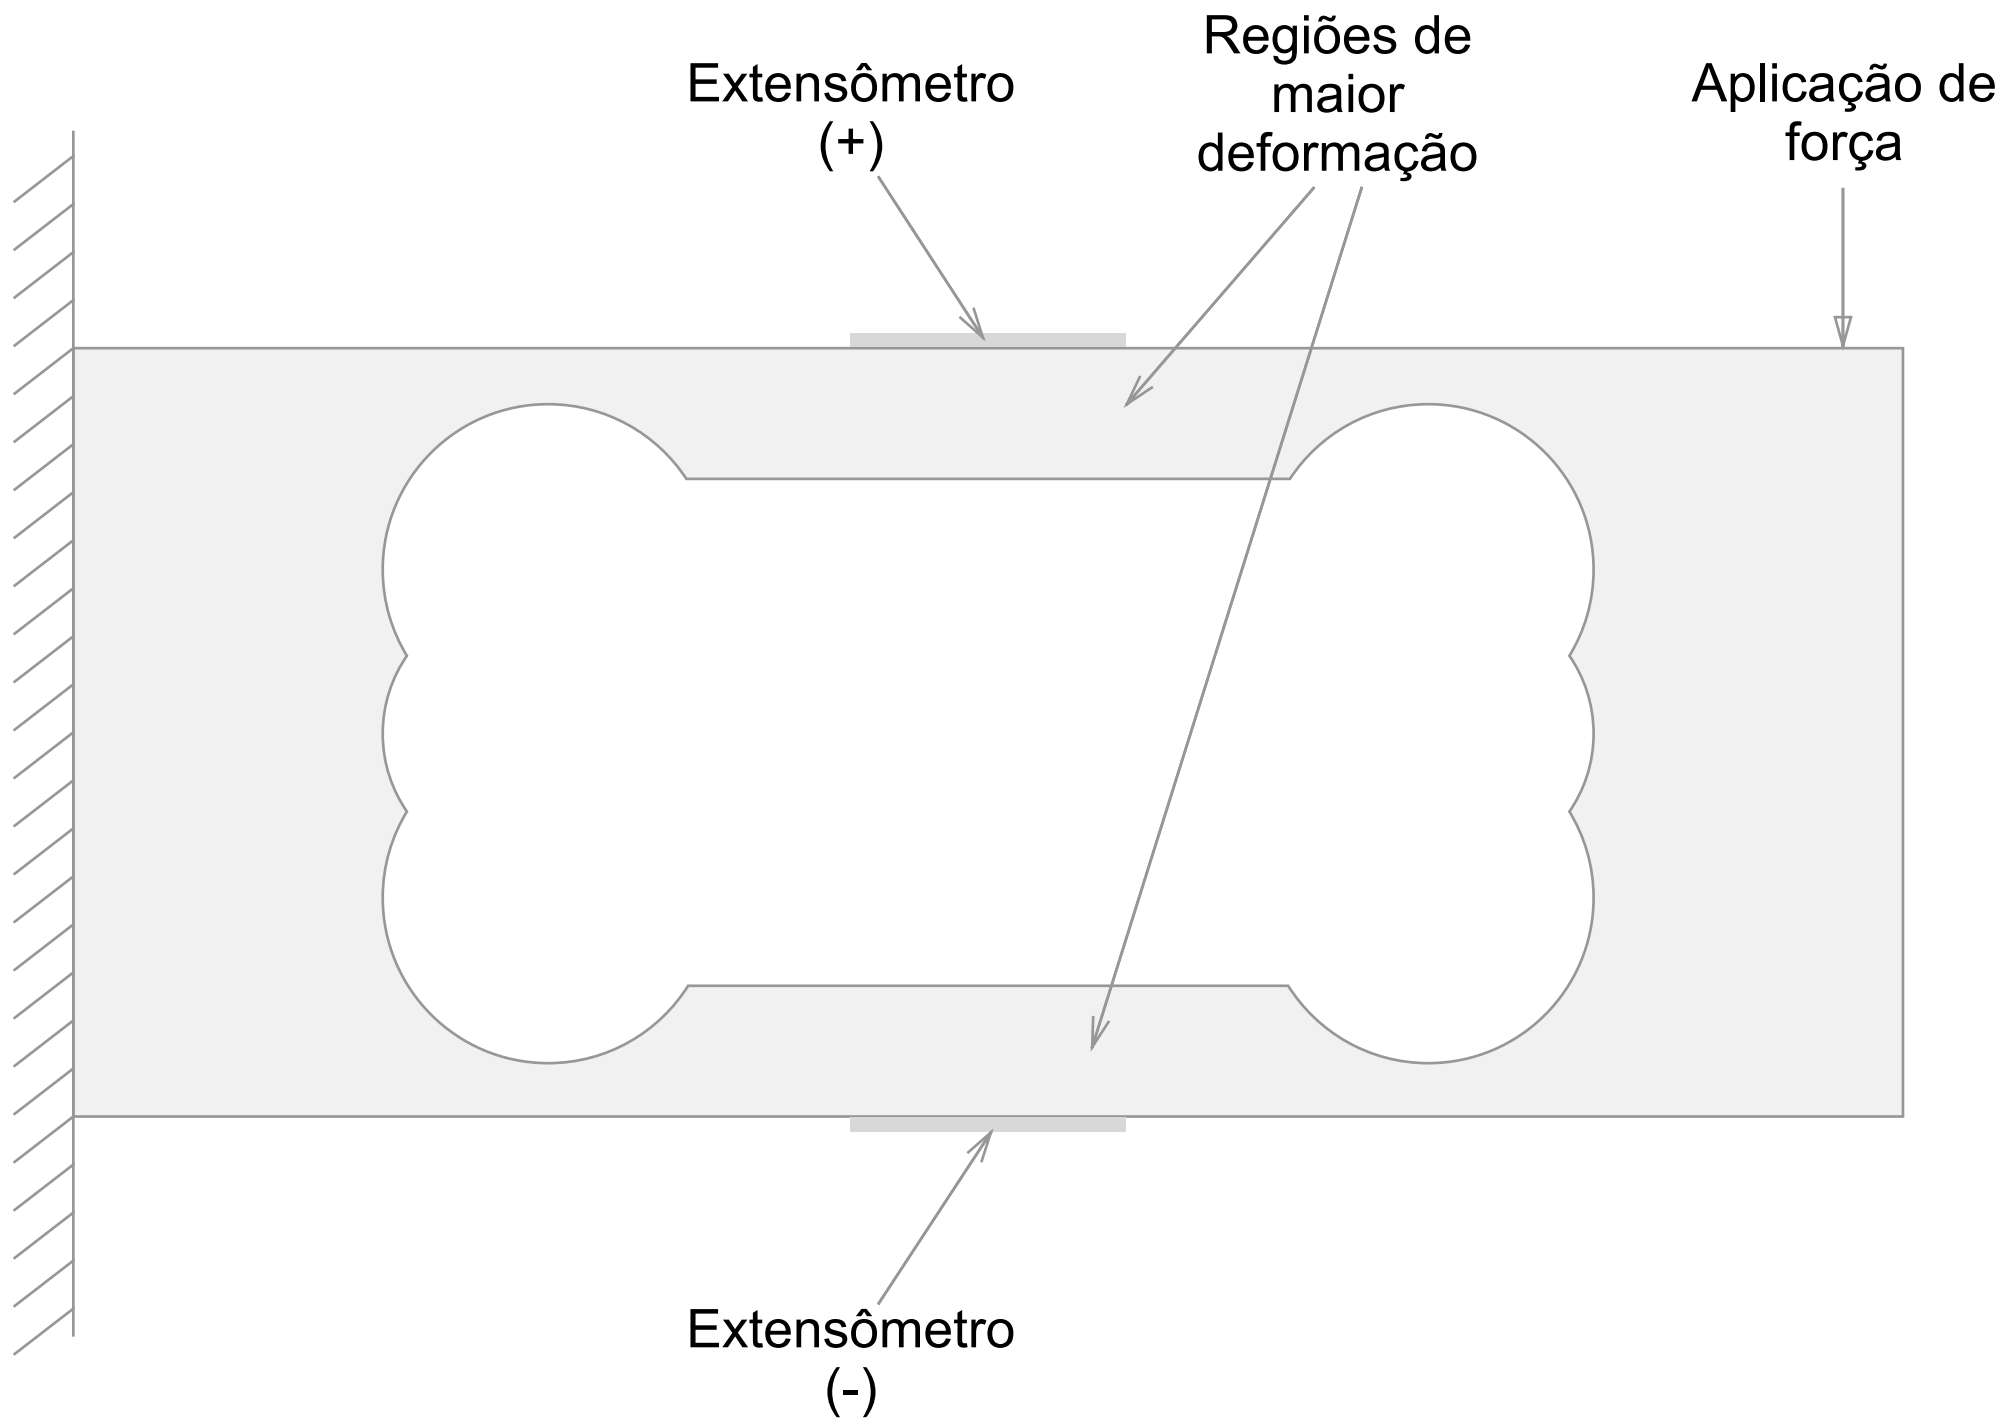 Extensômetro
(+)
Regiões de
maior
deformação
Aplicação de
força
Extensômetro
(-)